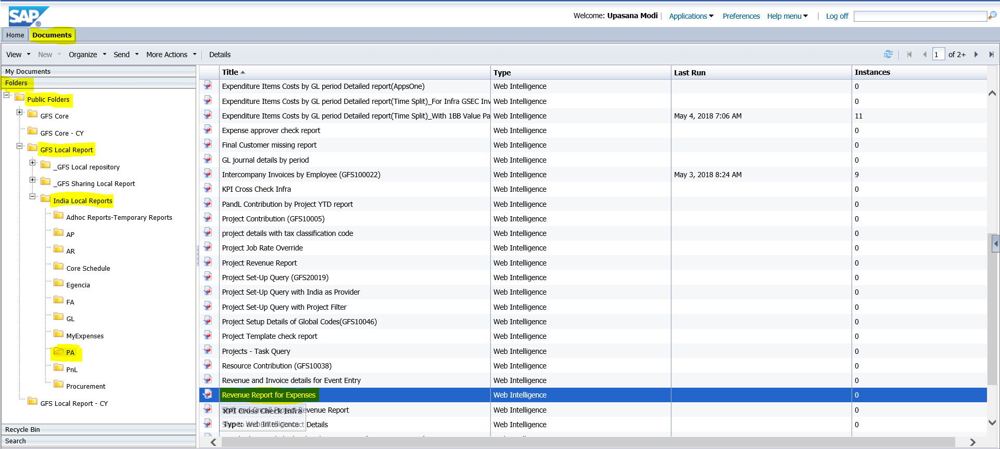 SAP®
Welcome: Upasana Modi | Applications Preferences Help menu | Log off
Home Documents
View New Organize Send More Actions Details 1 of 2+
My Documents
Folders
Public Folders
GFS Core
GFS Core - CY
GFS Local Report
_GFS Local repository
_GFS Sharing Local Report
India Local Reports
Adhoc Reports-Temporary Reports
AP
AR
Core Schedule
Egencia
FA
GL
MyExpenses
PA
PnL
Procurement
GFS Local Report - CY
Recycle Bin
Search
Title Type Last Run Instances
Expenditure Items Costs by GL period Detailed report(AppsOne) Web Intelligence 0
Expenditure Items Costs by GL period Detailed report(Time Split)_For Infra GSEC Inv Web Intelligence 0
Expenditure Items Costs by GL period Detailed report(Time Split)_With 1BB Value Pa Web Intelligence May 4, 2018 7:06 AM 11
Expense approver check report Web Intelligence 0
Final Customer missing report Web Intelligence 0
GL journal details by period Web Intelligence 0
Intercompany Invoices by Employee (GFS100022) Web Intelligence May 3, 2018 8:24 AM 9
KPI Cross Check Infra Web Intelligence 0
PandL Contribution by Project YTD report Web Intelligence 0
Project Contribution (GFS10005) Web Intelligence 0
project details with tax classification code Web Intelligence 0
Project Job Rate Override Web Intelligence 0
Project Revenue Report Web Intelligence 0
Project Set-Up Query (GFS20019) Web Intelligence 0
Project Set-Up Query with India as Provider Web Intelligence 0
Project Set-Up Query with Project Filter Web Intelligence 0
Project Setup Details of Global Codes(GFS10046) Web Intelligence 0
Project Template check report Web Intelligence 0
Projects - Task Query Web Intelligence 0
Resource Contribution (GFS10038) Web Intelligence 0
Revenue and Invoice details for Event Entry Web Intelligence 0
Revenue Report for Expenses Web Intelligence 0
Shift and Oncall Project Revenue Report Web Intelligence 0
KPI Cross Check Infra
Details Web Intelligence 0
Type: Web Intelligence